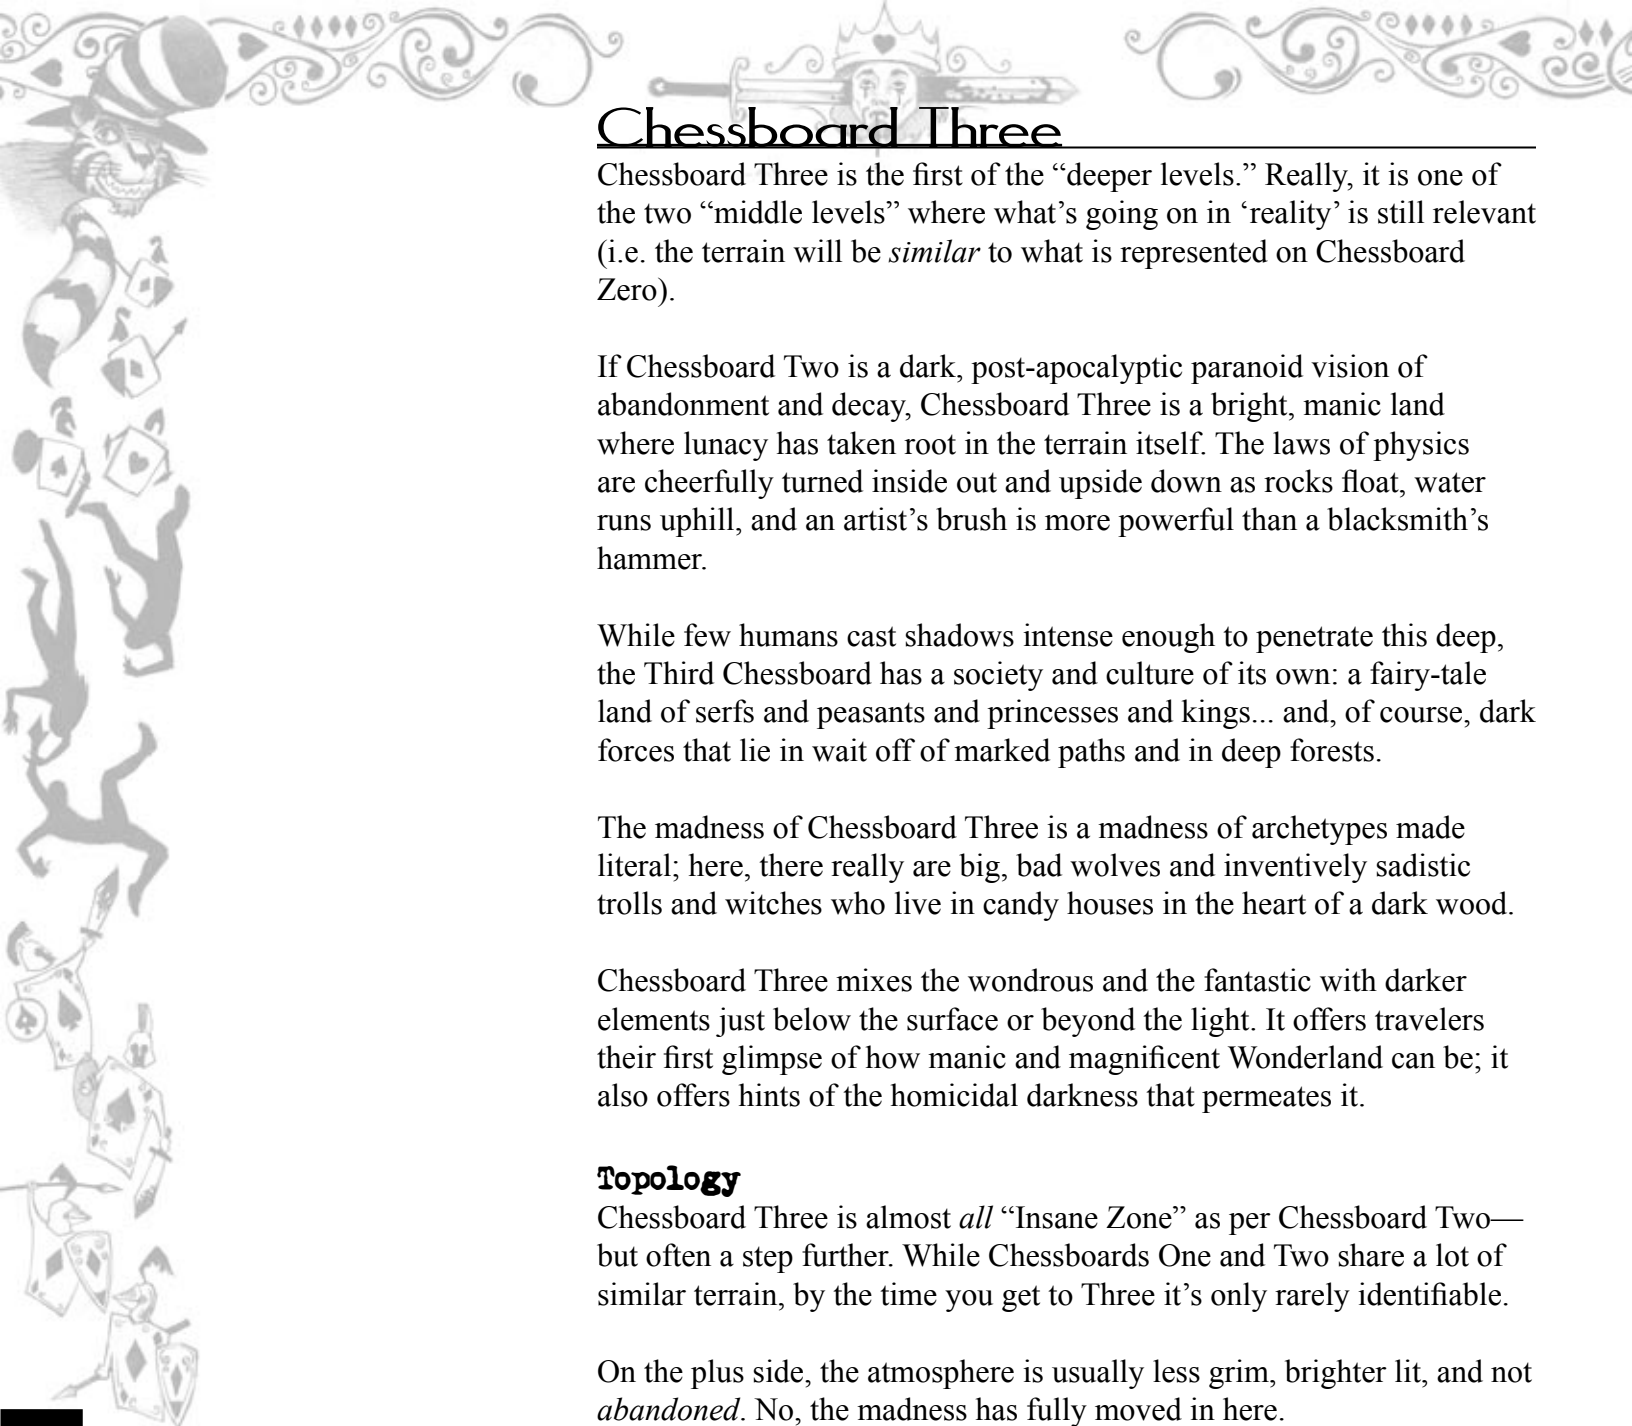 Chessboard Three
Chessboard Three is the first of the “deeper levels.” Really, it is one of
the two “middle levels” where what’s going on in ‘reality’ is still relevant
(i.e. the terrain will be similar to what is represented on Chessboard
Zero).
If Chessboard Two is a dark, post-apocalyptic paranoid vision of
abandonment and decay, Chessboard Three is a bright, manic land
where lunacy has taken root in the terrain itself. The laws of physics
are cheerfully turned inside out and upside down as rocks float, water
runs uphill, and an artist’s brush is more powerful than a blacksmith’s
hammer.
While few humans cast shadows intense enough to penetrate this deep,
the Third Chessboard has a society and culture of its own: a fairy-tale
land of serfs and peasants and princesses and kings... and, of course, dark
forces that lie in wait off of marked paths and in deep forests.
The madness of Chessboard Three is a madness of archetypes made
literal; here, there really are big, bad wolves and inventively sadistic
trolls and witches who live in candy houses in the heart of a dark wood.
Chessboard Three mixes the wondrous and the fantastic with darker
elements just below the surface or beyond the light. It offers travelers
their first glimpse of how manic and magnificent Wonderland can be; it
also offers hints of the homicidal darkness that permeates it.
Topology
Chessboard Three is almost all “Insane Zone” as per Chessboard Two—
but often a step further. While Chessboards One and Two share a lot of
similar terrain, by the time you get to Three it’s only rarely identifiable.
On the plus side, the atmosphere is usually less grim, brighter lit, and not
abandoned. No, the madness has fully moved in here.